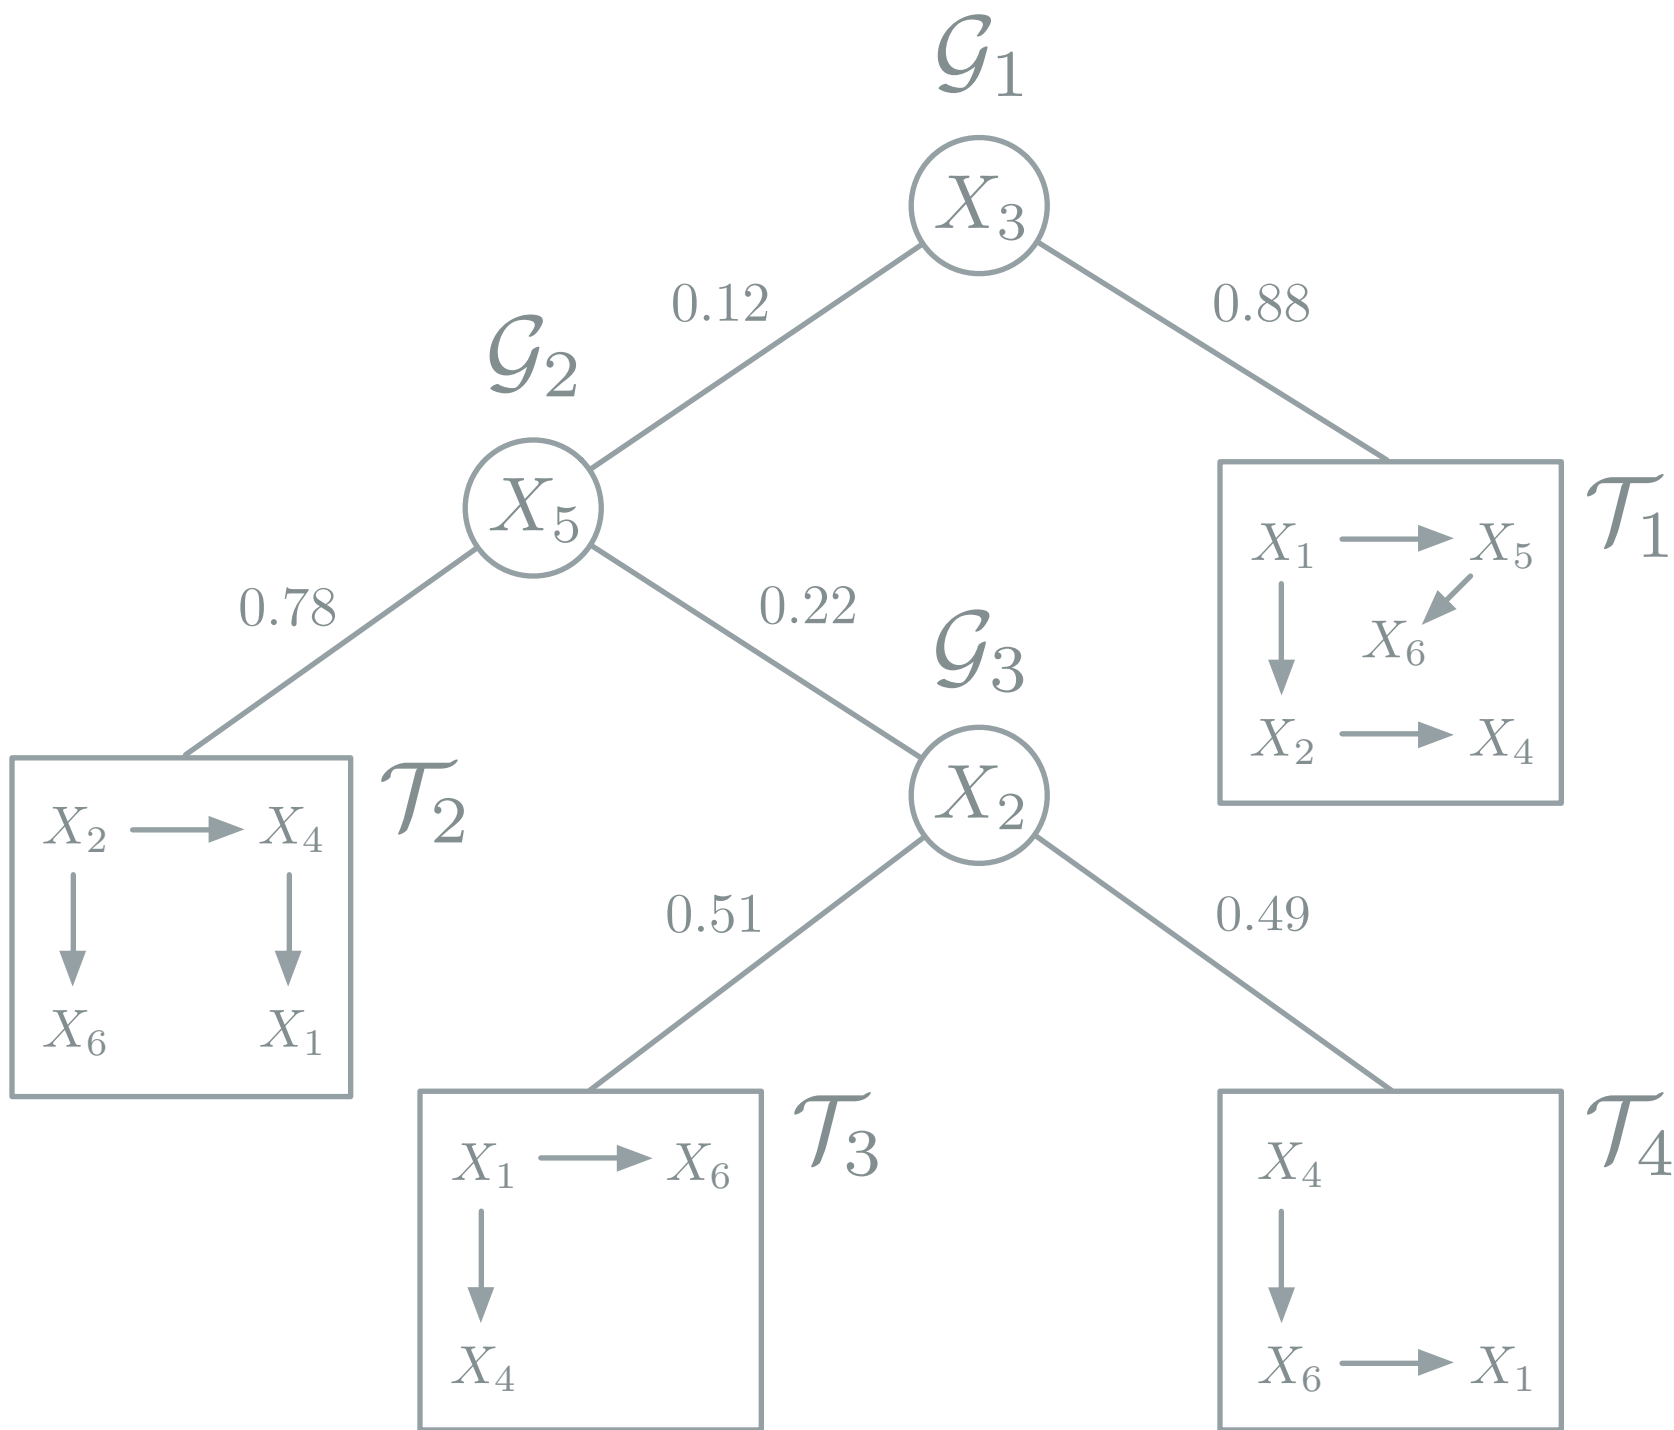 𝒢₁
X₃
0.12 0.88
𝒢₂
X₅
0.78 0.22
𝒢₃
X₂
0.51 0.49
X₁ X₅ 𝒯₁
X₆
X₂ X₄
X₂ X₄ 𝒯₂
X₆ X₁
X₁ X₆ 𝒯₃
X₄
X₄ 𝒯₄
X₆ X₁